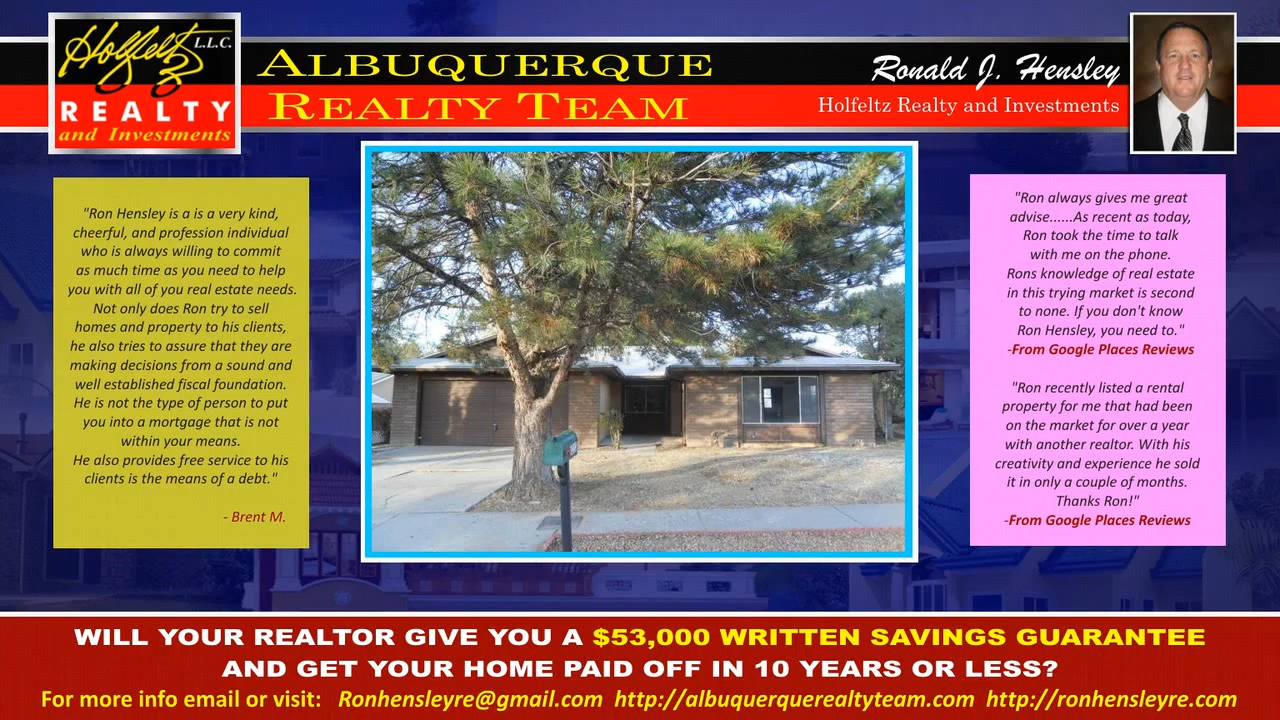 Holfeltz L.L.C.
REALTY
and Investments
ALBUQUERQUE
REALTY TEAM
Ronald J. Hensley
Holfeltz Realty and Investments
"Ron Hensley is a is a very kind,
cheerful, and profession individual
who is always willing to commit
as much time as you need to help
you with all of you real estate needs.
Not only does Ron try to sell
homes and property to his clients,
he also tries to assure that they are
making decisions from a sound and
well established fiscal foundation.
He is not the type of person to put
you into a mortgage that is not
within your means.
He also provides free service to his
clients is the means of a debt."
- Brent M.
"Ron always gives me great
advise......As recent as today,
Ron took the time to talk
with me on the phone.
Rons knowledge of real estate
in this trying market is second
to none. If you don't know
Ron Hensley, you need to."
-From Google Places Reviews
"Ron recently listed a rental
property for me that had been
on the market for over a year
with another realtor. With his
creativity and experience he sold
it in only a couple of months.
Thanks Ron!"
-From Google Places Reviews
WILL YOUR REALTOR GIVE YOU A $53,000 WRITTEN SAVINGS GUARANTEE
AND GET YOUR HOME PAID OFF IN 10 YEARS OR LESS?
For more info email or visit: Ronhensleyre@gmail.com http://albuquerquerealtyteam.com http://ronhensleyre.com